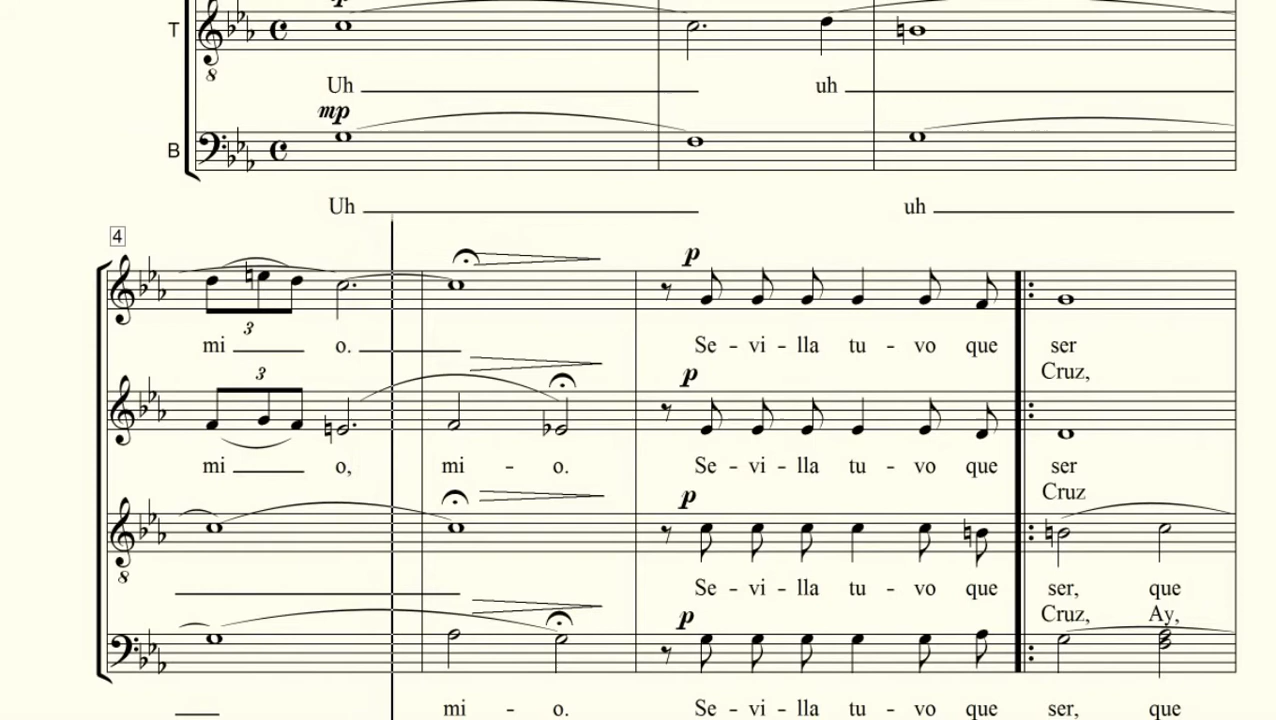 p
T
8
Uh uh
mp
B
Uh uh
4
p
3
mi o. Se - vi - lla tu - vo que ser
Cruz,
3
p
mi o, mi - o. Se - vi - lla tu - vo que ser
Cruz
p
8
Se - vi - lla tu - vo que ser, que
Cruz, Ay,
p
mi - o. Se - vi - lla tu - vo que ser, que